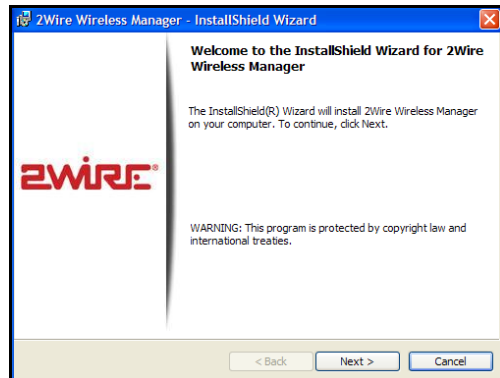 2Wire Wireless Manager - InstallShield Wizard
Welcome to the InstallShield Wizard for 2Wire
Wireless Manager
The InstallShield(R) Wizard will install 2Wire Wireless Manager
on your computer. To continue, click Next.
2WIRE®
WARNING: This program is protected by copyright law and
international treaties.
< Back
Next >
Cancel